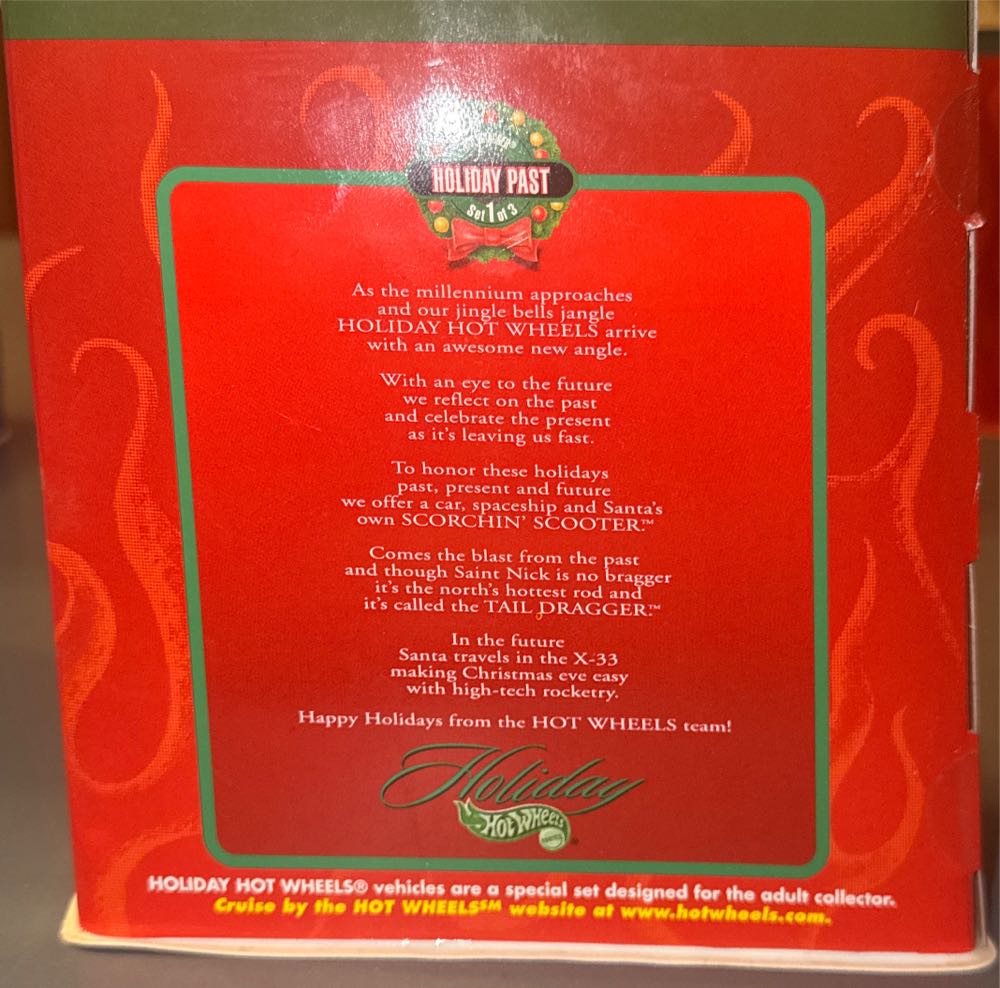 HOLIDAY PAST
Set 1 of 3
As the millennium approaches
and our jingle bells jangle
HOLIDAY HOT WHEELS arrive
with an awesome new angle.
With an eye to the future
we reflect on the past
and celebrate the present
as it's leaving us fast.
To honor these holidays
past, present and future
we offer a car, spaceship and Santa's
own SCORCHIN' SCOOTER.™
Comes the blast from the past
and though Saint Nick is no bragger
it's the north's hottest rod and
it's called the TAIL DRAGGER.™
In the future
Santa travels in the X-33
making Christmas eve easy
with high-tech rocketry.
Happy Holidays from the HOT WHEELS team!
Holiday
HOT WHEELS
HOLIDAY HOT WHEELS® vehicles are a special set designed for the adult collector.
Cruise by the HOT WHEELS℠ website at www.hotwheels.com.